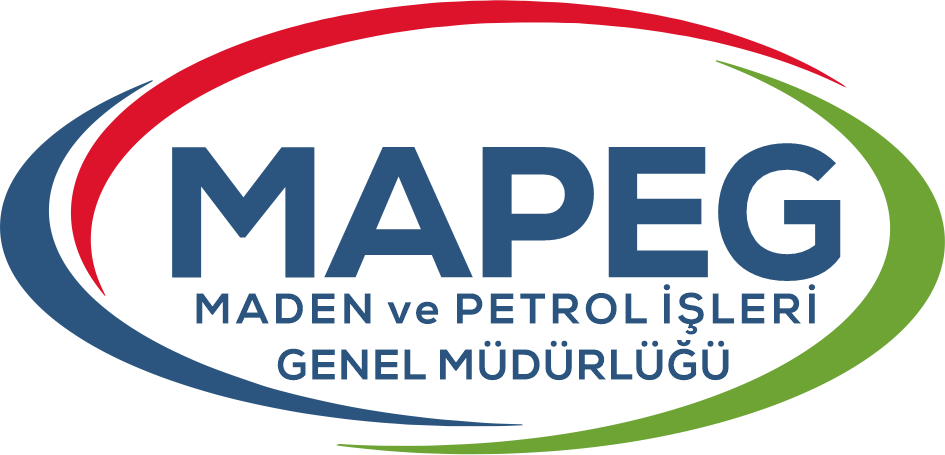 MAPEG
MADEN ve PETROL İŞLERİ
GENEL MÜDÜRLÜĞÜ